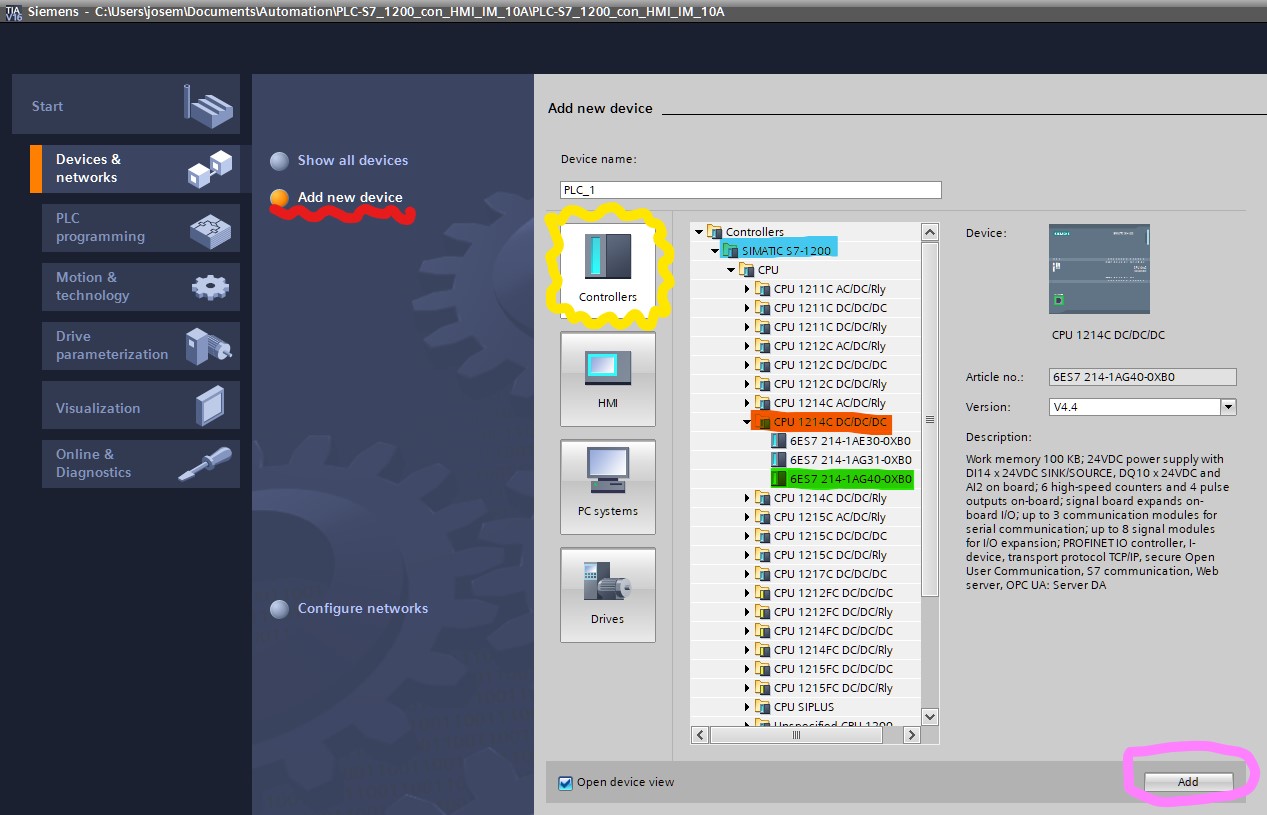 TIA
V16
Siemens - C:\Users\josem\Documents\Automation\PLC-S7_1200_con_HMI_IM_10A\PLC-S7_1200_con_HMI_IM_10A
Start
Devices &
networks
PLC
programming
Motion &
technology
Drive
parameterization
Visualization
Online &
Diagnostics
Show all devices
Add new device
Configure networks
Add new device
Device name:
PLC_1
Controllers
HMI
PC systems
Drives
Controllers
SIMATIC S7-1200
CPU
CPU 1211C AC/DC/Rly
CPU 1211C DC/DC/DC
CPU 1211C DC/DC/Rly
CPU 1212C AC/DC/Rly
CPU 1212C DC/DC/DC
CPU 1212C DC/DC/Rly
CPU 1214C AC/DC/Rly
CPU 1214C DC/DC/DC
6ES7 214-1AE30-0XB0
6ES7 214-1AG31-0XB0
6ES7 214-1AG40-0XB0
CPU 1214C DC/DC/Rly
CPU 1215C AC/DC/Rly
CPU 1215C DC/DC/DC
CPU 1215C DC/DC/Rly
CPU 1217C DC/DC/DC
CPU 1212FC DC/DC/DC
CPU 1212FC DC/DC/Rly
CPU 1214FC DC/DC/DC
CPU 1214FC DC/DC/Rly
CPU 1215FC DC/DC/DC
CPU 1215FC DC/DC/Rly
CPU SIPLUS
Unspecified CPU 1200
Device:
CPU 1214C DC/DC/DC
Article no.:
6ES7 214-1AG40-0XB0
Version:
V4.4
Description:
Work memory 100 KB; 24VDC power supply with
DI14 x 24VDC SINK/SOURCE, DQ10 x 24VDC and
AI2 on board; 6 high-speed counters and 4 pulse
outputs on-board; signal board expands on-
board I/O; up to 3 communication modules for
serial communication; up to 8 signal modules
for I/O expansion; PROFINET IO controller, I-
device, transport protocol TCP/IP, secure Open
User Communication, S7 communication, Web
server, OPC UA: Server DA
Open device view
Add